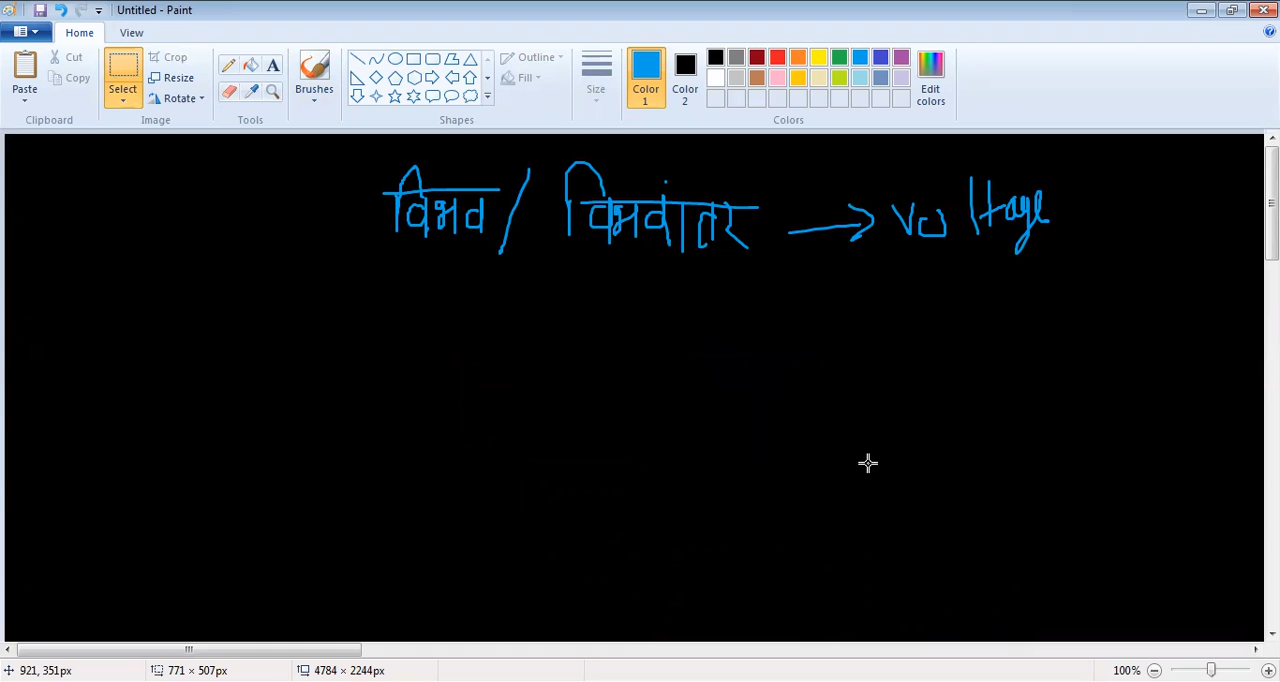 Untitled - Paint
Home View
Paste Cut Copy Select Crop Resize Rotate Brushes Outline Fill Size Color 1 Color 2 Edit colors
Clipboard Image Tools Shapes Colors
विभव / विभवांतर → voltage
921, 351px 771 × 507px 4784 × 2244px 100%